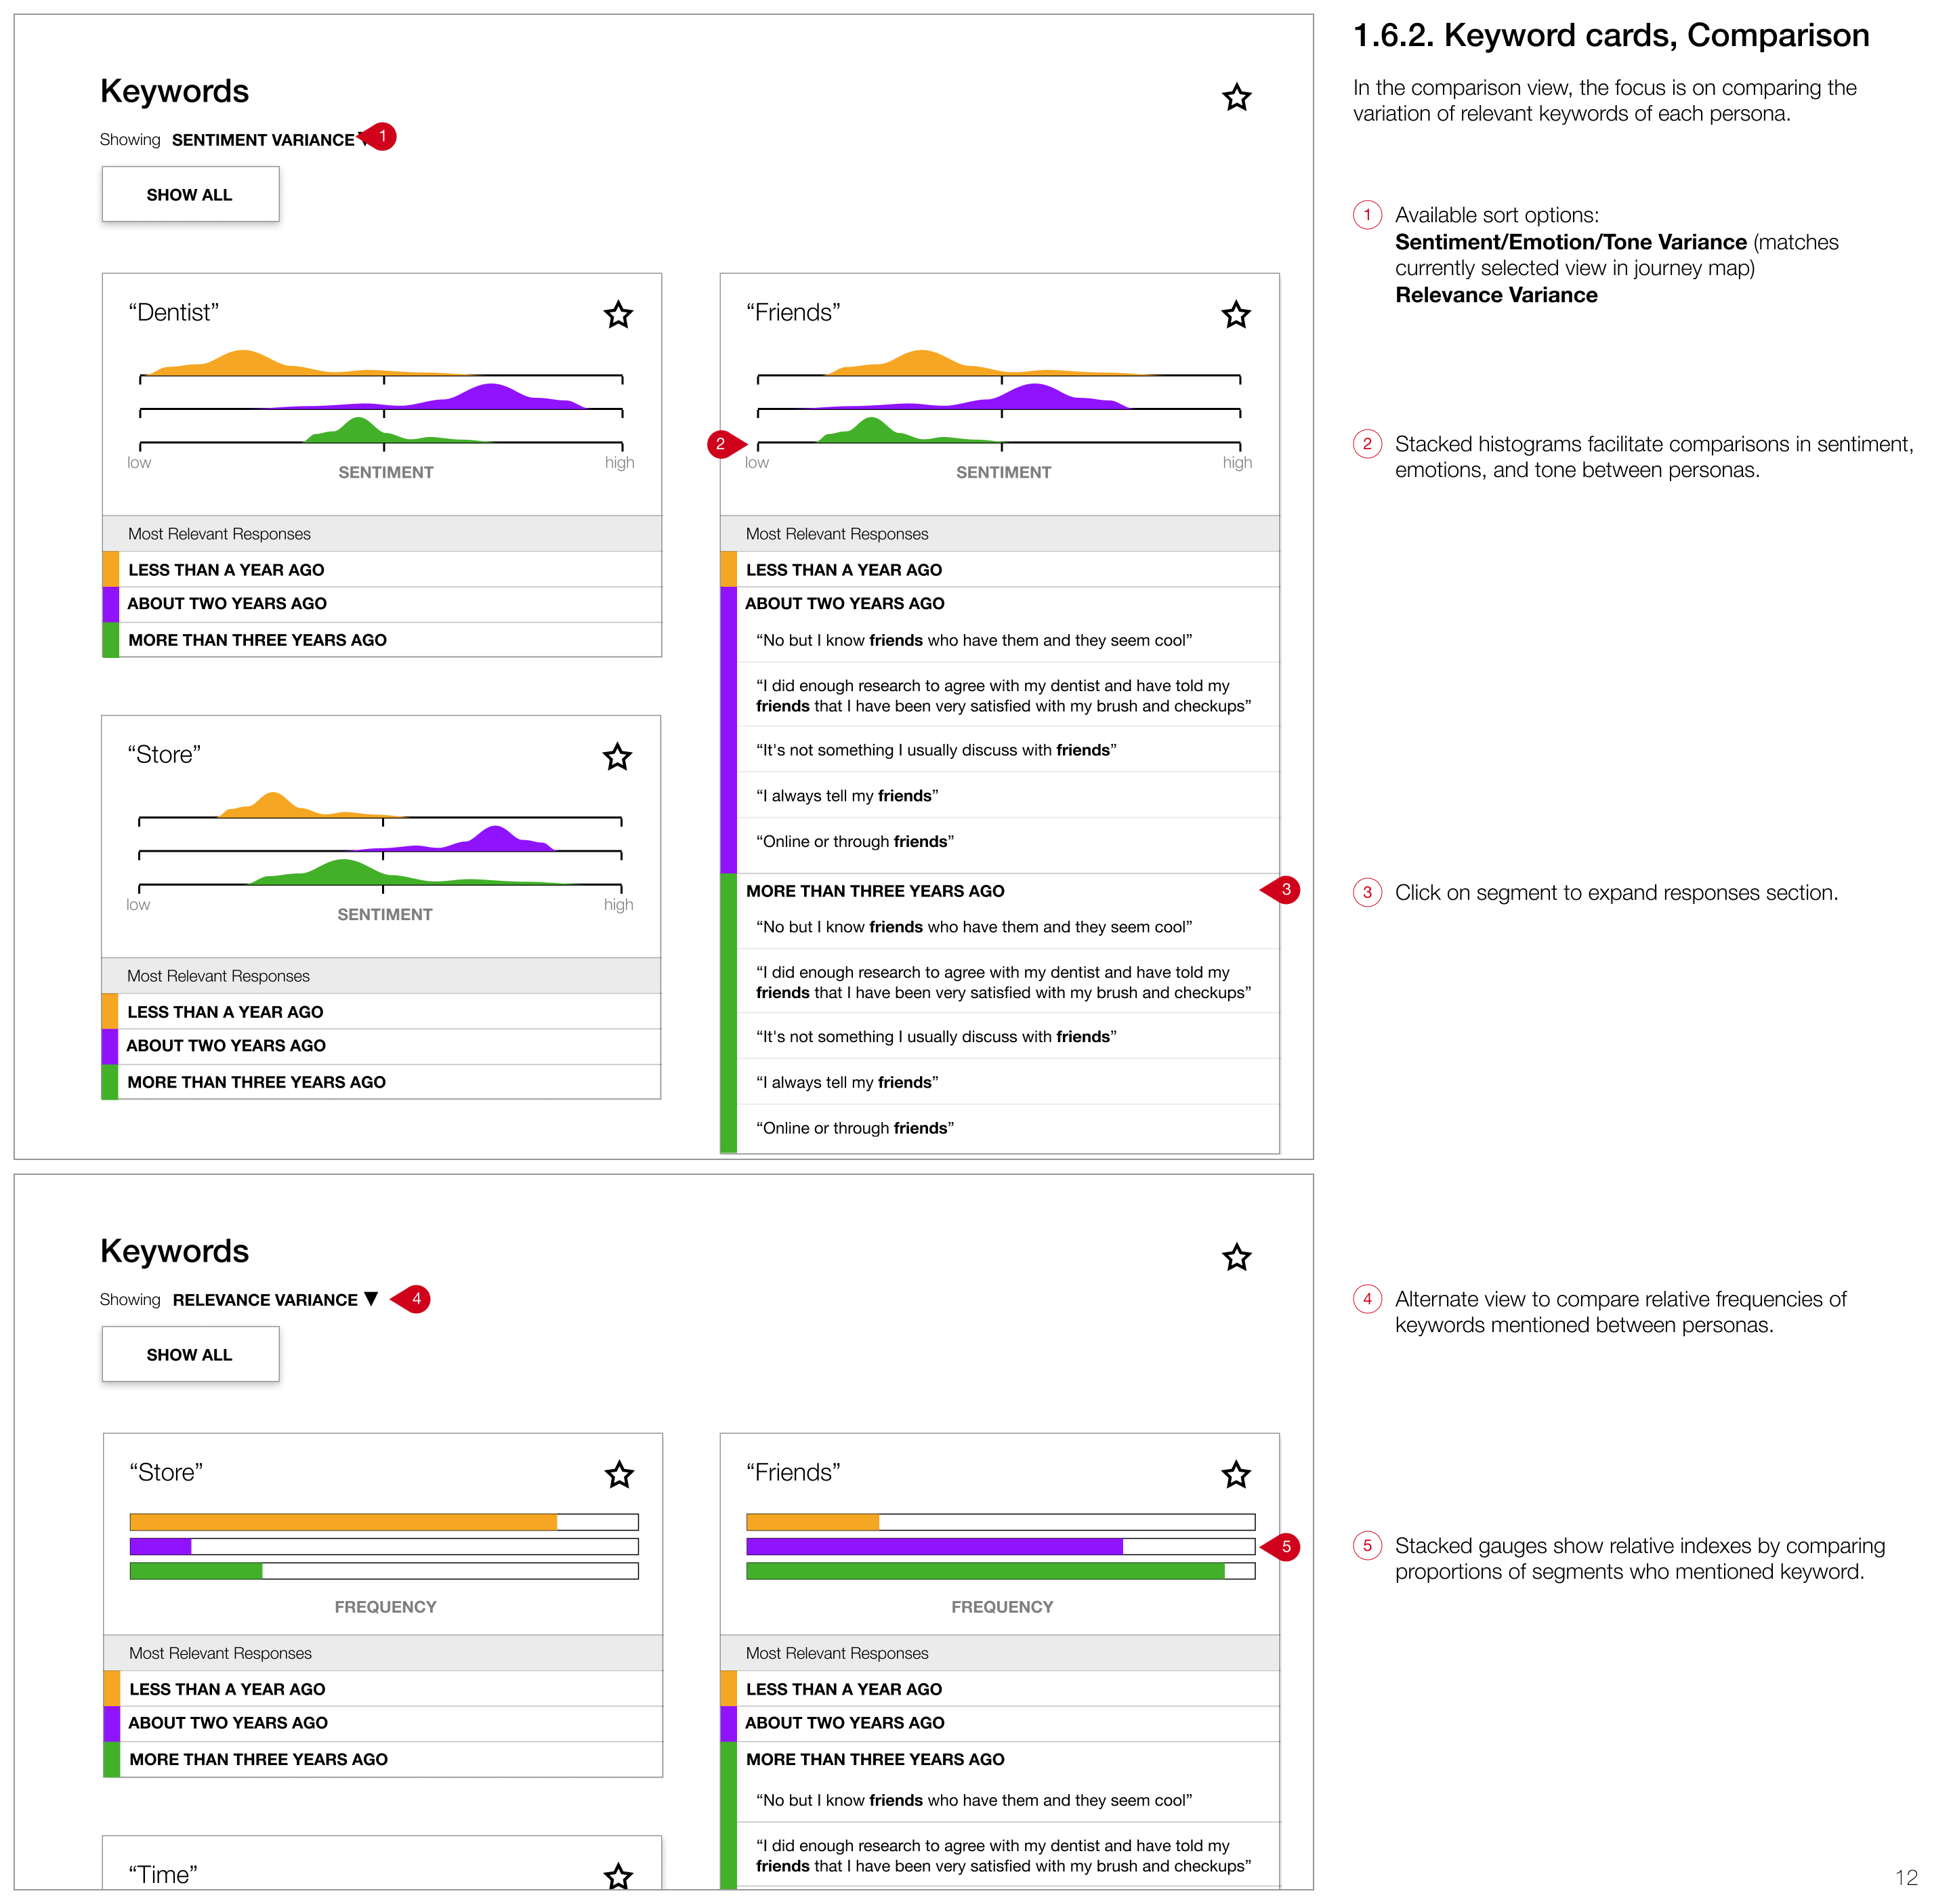 Keywords
Showing SENTIMENT VARIANCE
1
SHOW ALL
“Dentist”
low
high
SENTIMENT
Most Relevant Responses
LESS THAN A YEAR AGO
ABOUT TWO YEARS AGO
MORE THAN THREE YEARS AGO
“Store”
low
high
SENTIMENT
Most Relevant Responses
LESS THAN A YEAR AGO
ABOUT TWO YEARS AGO
MORE THAN THREE YEARS AGO
“Friends”
2
low
high
SENTIMENT
Most Relevant Responses
LESS THAN A YEAR AGO
ABOUT TWO YEARS AGO
“No but I know friends who have them and they seem cool”
“I did enough research to agree with my dentist and have told my
friends that I have been very satisfied with my brush and checkups”
“It's not something I usually discuss with friends”
“I always tell my friends”
“Online or through friends”
MORE THAN THREE YEARS AGO
3
“No but I know friends who have them and they seem cool”
“I did enough research to agree with my dentist and have told my
friends that I have been very satisfied with my brush and checkups”
“It's not something I usually discuss with friends”
“I always tell my friends”
“Online or through friends”
Keywords
Showing RELEVANCE VARIANCE ▼
4
SHOW ALL
“Store”
FREQUENCY
Most Relevant Responses
LESS THAN A YEAR AGO
ABOUT TWO YEARS AGO
MORE THAN THREE YEARS AGO
“Time”
“Friends”
5
FREQUENCY
Most Relevant Responses
LESS THAN A YEAR AGO
ABOUT TWO YEARS AGO
MORE THAN THREE YEARS AGO
“No but I know friends who have them and they seem cool”
“I did enough research to agree with my dentist and have told my
friends that I have been very satisfied with my brush and checkups”
1.6.2. Keyword cards, Comparison
In the comparison view, the focus is on comparing the
variation of relevant keywords of each persona.
1 Available sort options:
Sentiment/Emotion/Tone Variance (matches
currently selected view in journey map)
Relevance Variance
2 Stacked histograms facilitate comparisons in sentiment,
emotions, and tone between personas.
3 Click on segment to expand responses section.
4 Alternate view to compare relative frequencies of
keywords mentioned between personas.
5 Stacked gauges show relative indexes by comparing
proportions of segments who mentioned keyword.
12